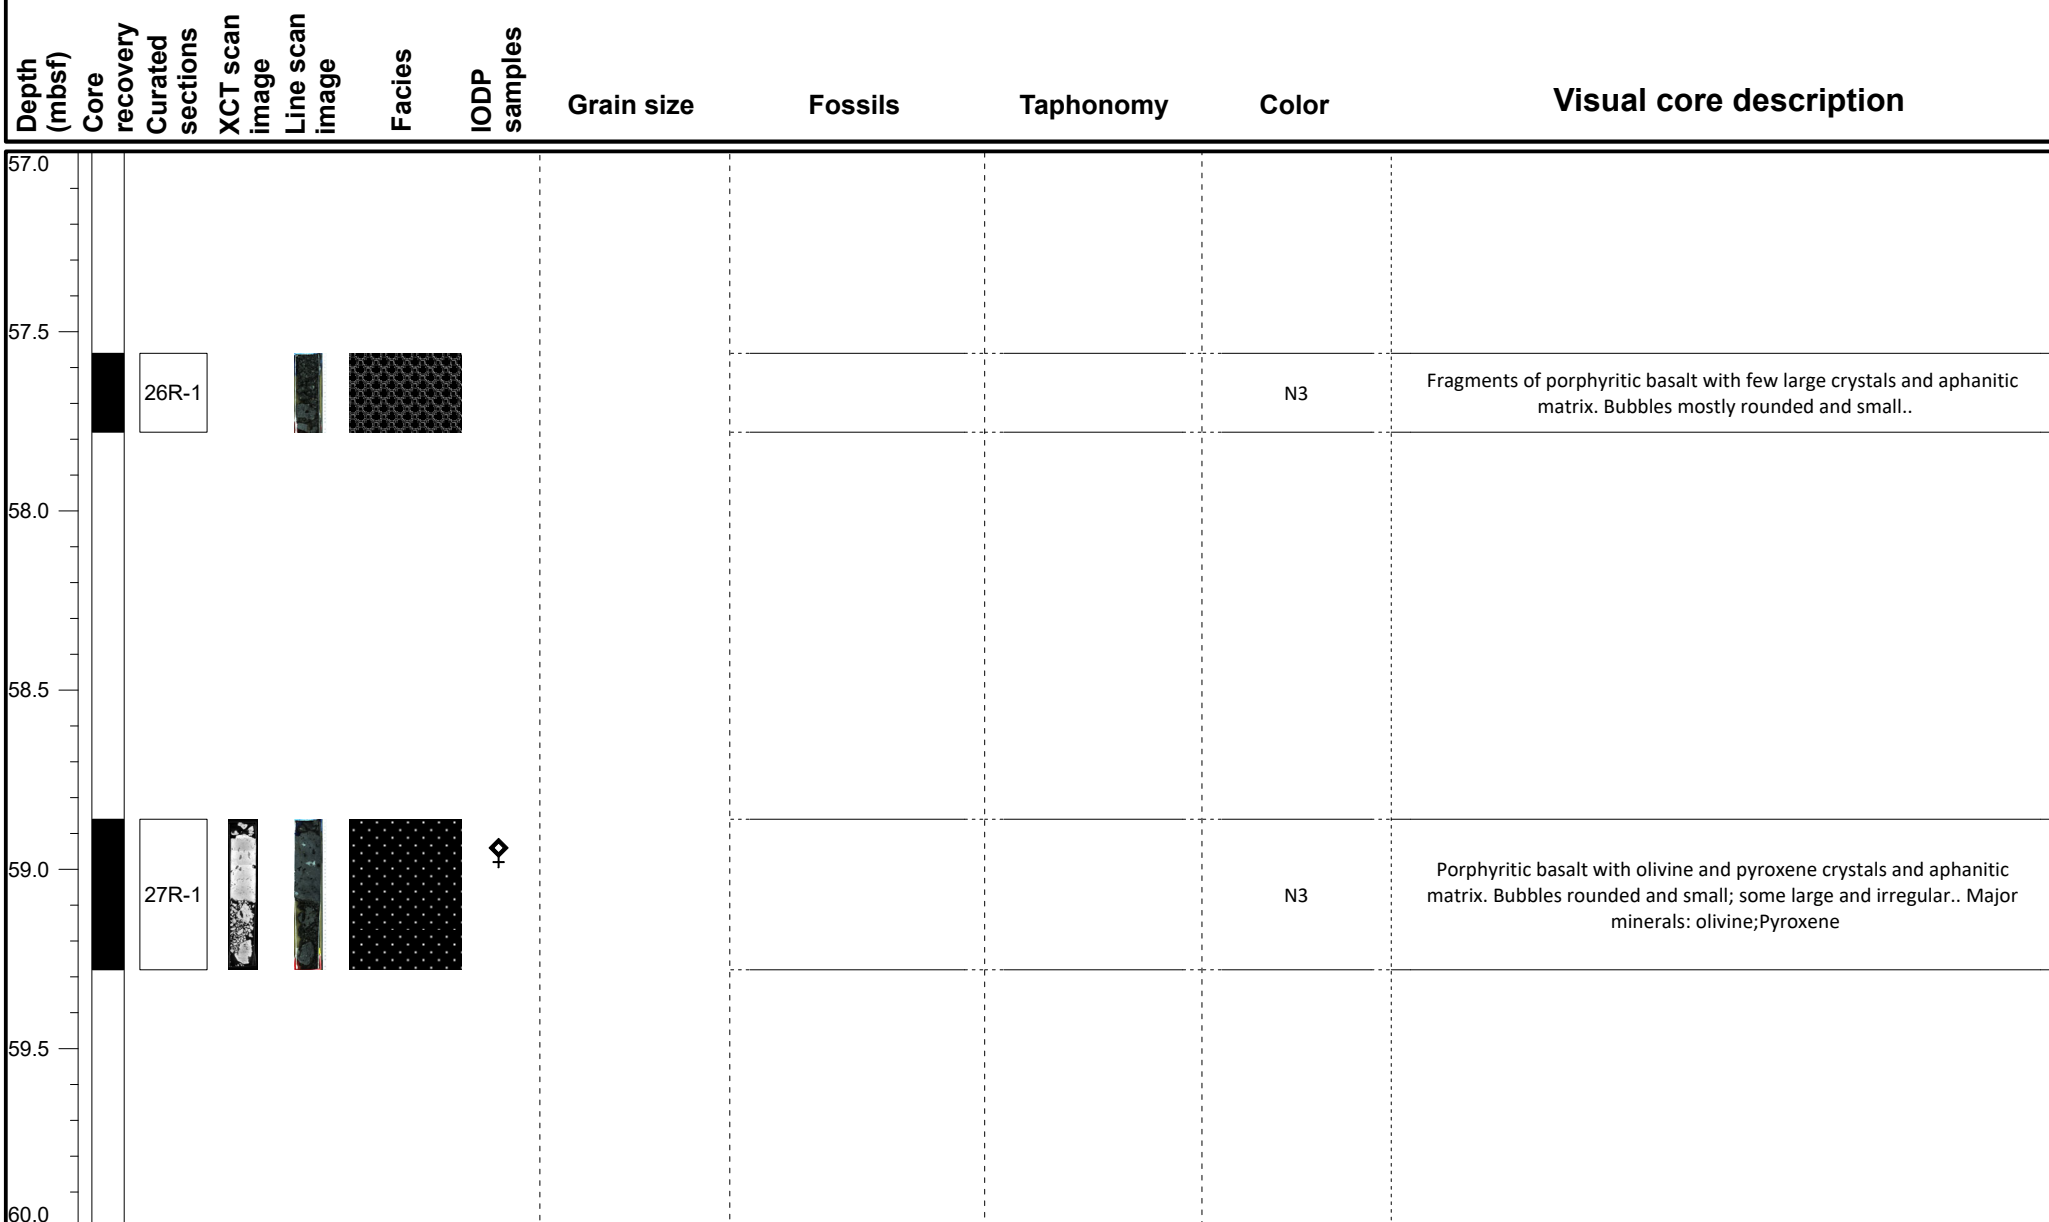 Depth (mbsf)
Core recovery
Curated sections
XCT scan image
Line scan image
Facies
IODP samples
Grain size
Fossils
Taphonomy
Color
Visual core description
57.0
57.5
26R-1
N3
Fragments of porphyritic basalt with few large crystals and aphanitic
matrix. Bubbles mostly rounded and small..
58.0
58.5
59.0
27R-1
N3
Porphyritic basalt with olivine and pyroxene crystals and aphanitic
matrix. Bubbles rounded and small; some large and irregular.. Major
minerals: olivine;Pyroxene
59.5
60.0